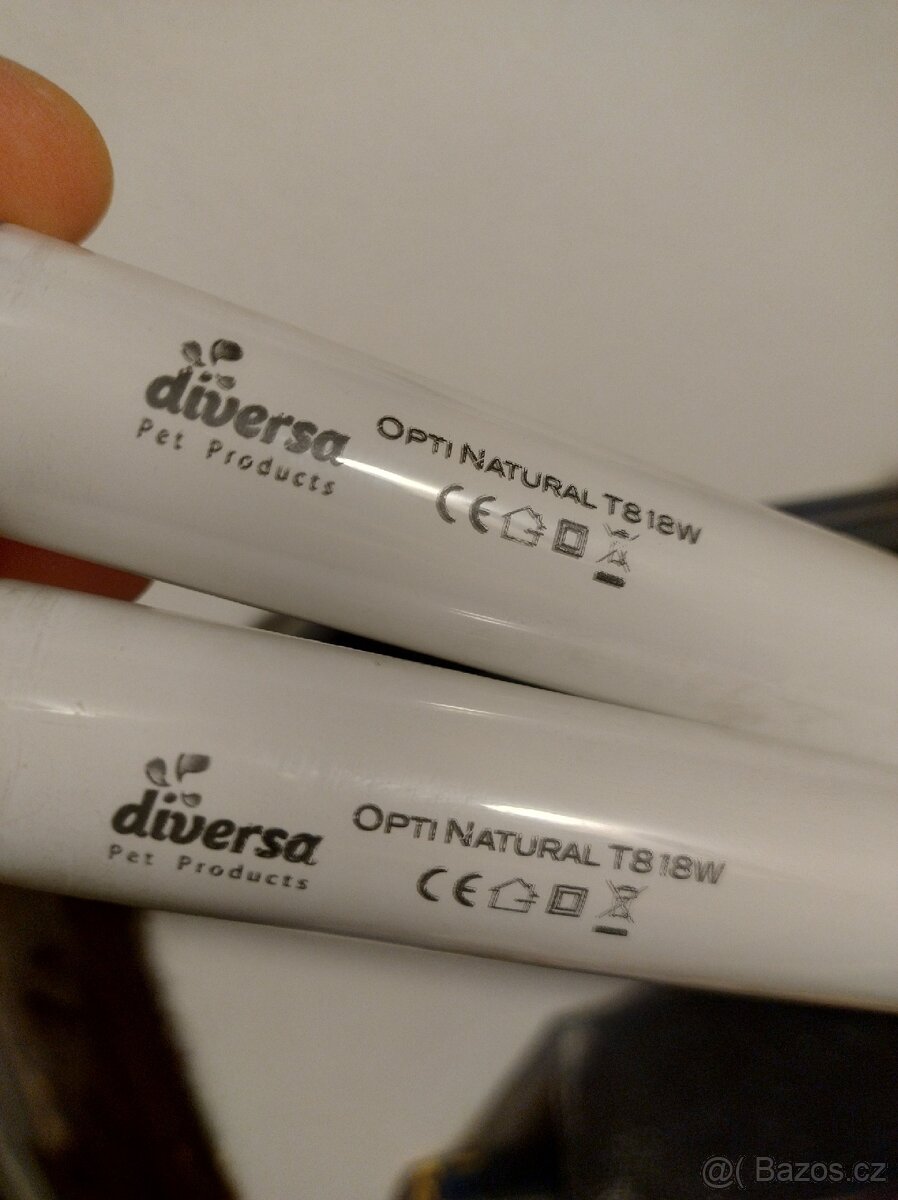 diversa
Pet Products
OPTI NATURAL T8 18W
CE
diversa
Pet Products
OPTI NATURAL T8 18W
CE
@( Bazos.cz